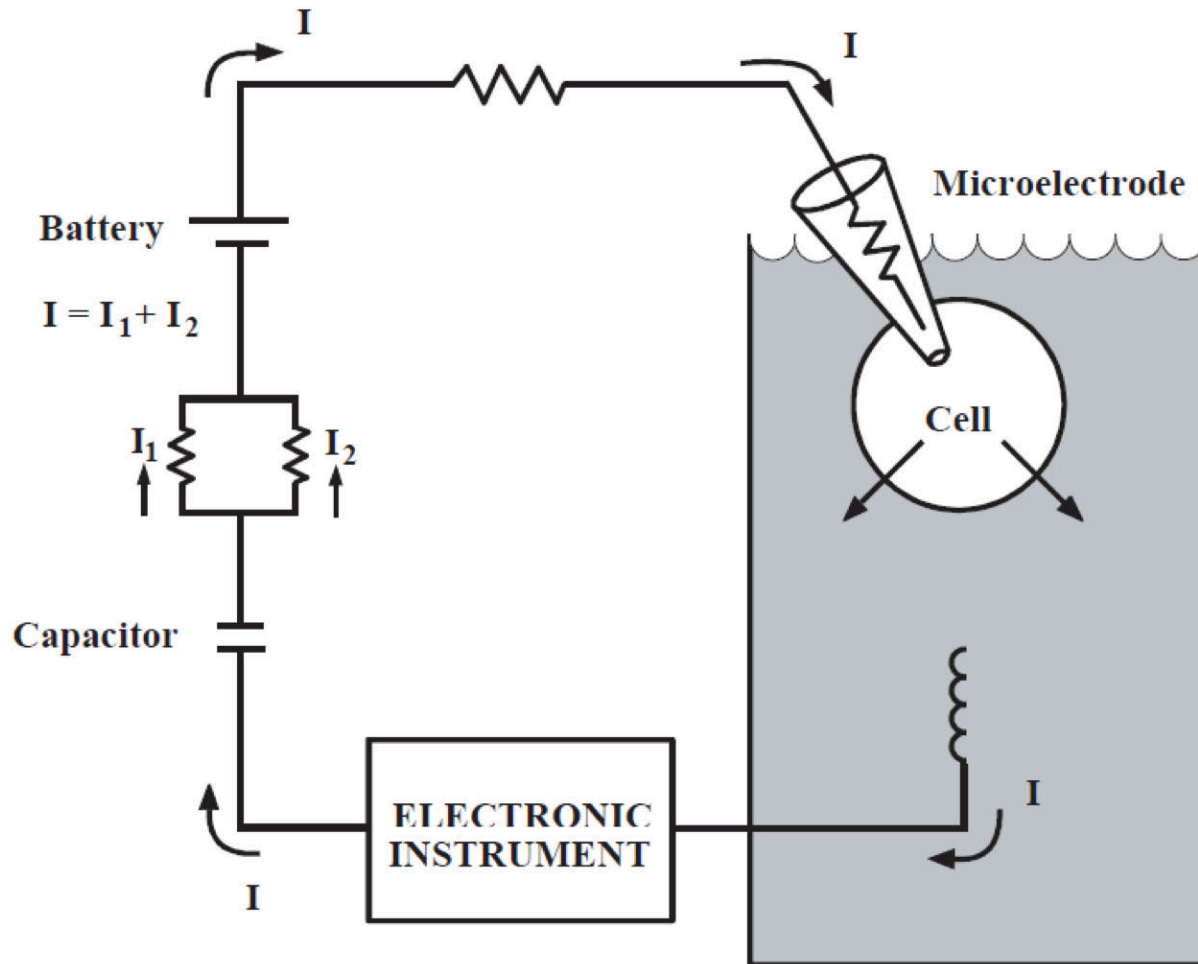 I
I
Microelectrode
Battery
I = I₁ + I₂
I₁
I₂
Cell
Capacitor
I
ELECTRONIC
INSTRUMENT
I